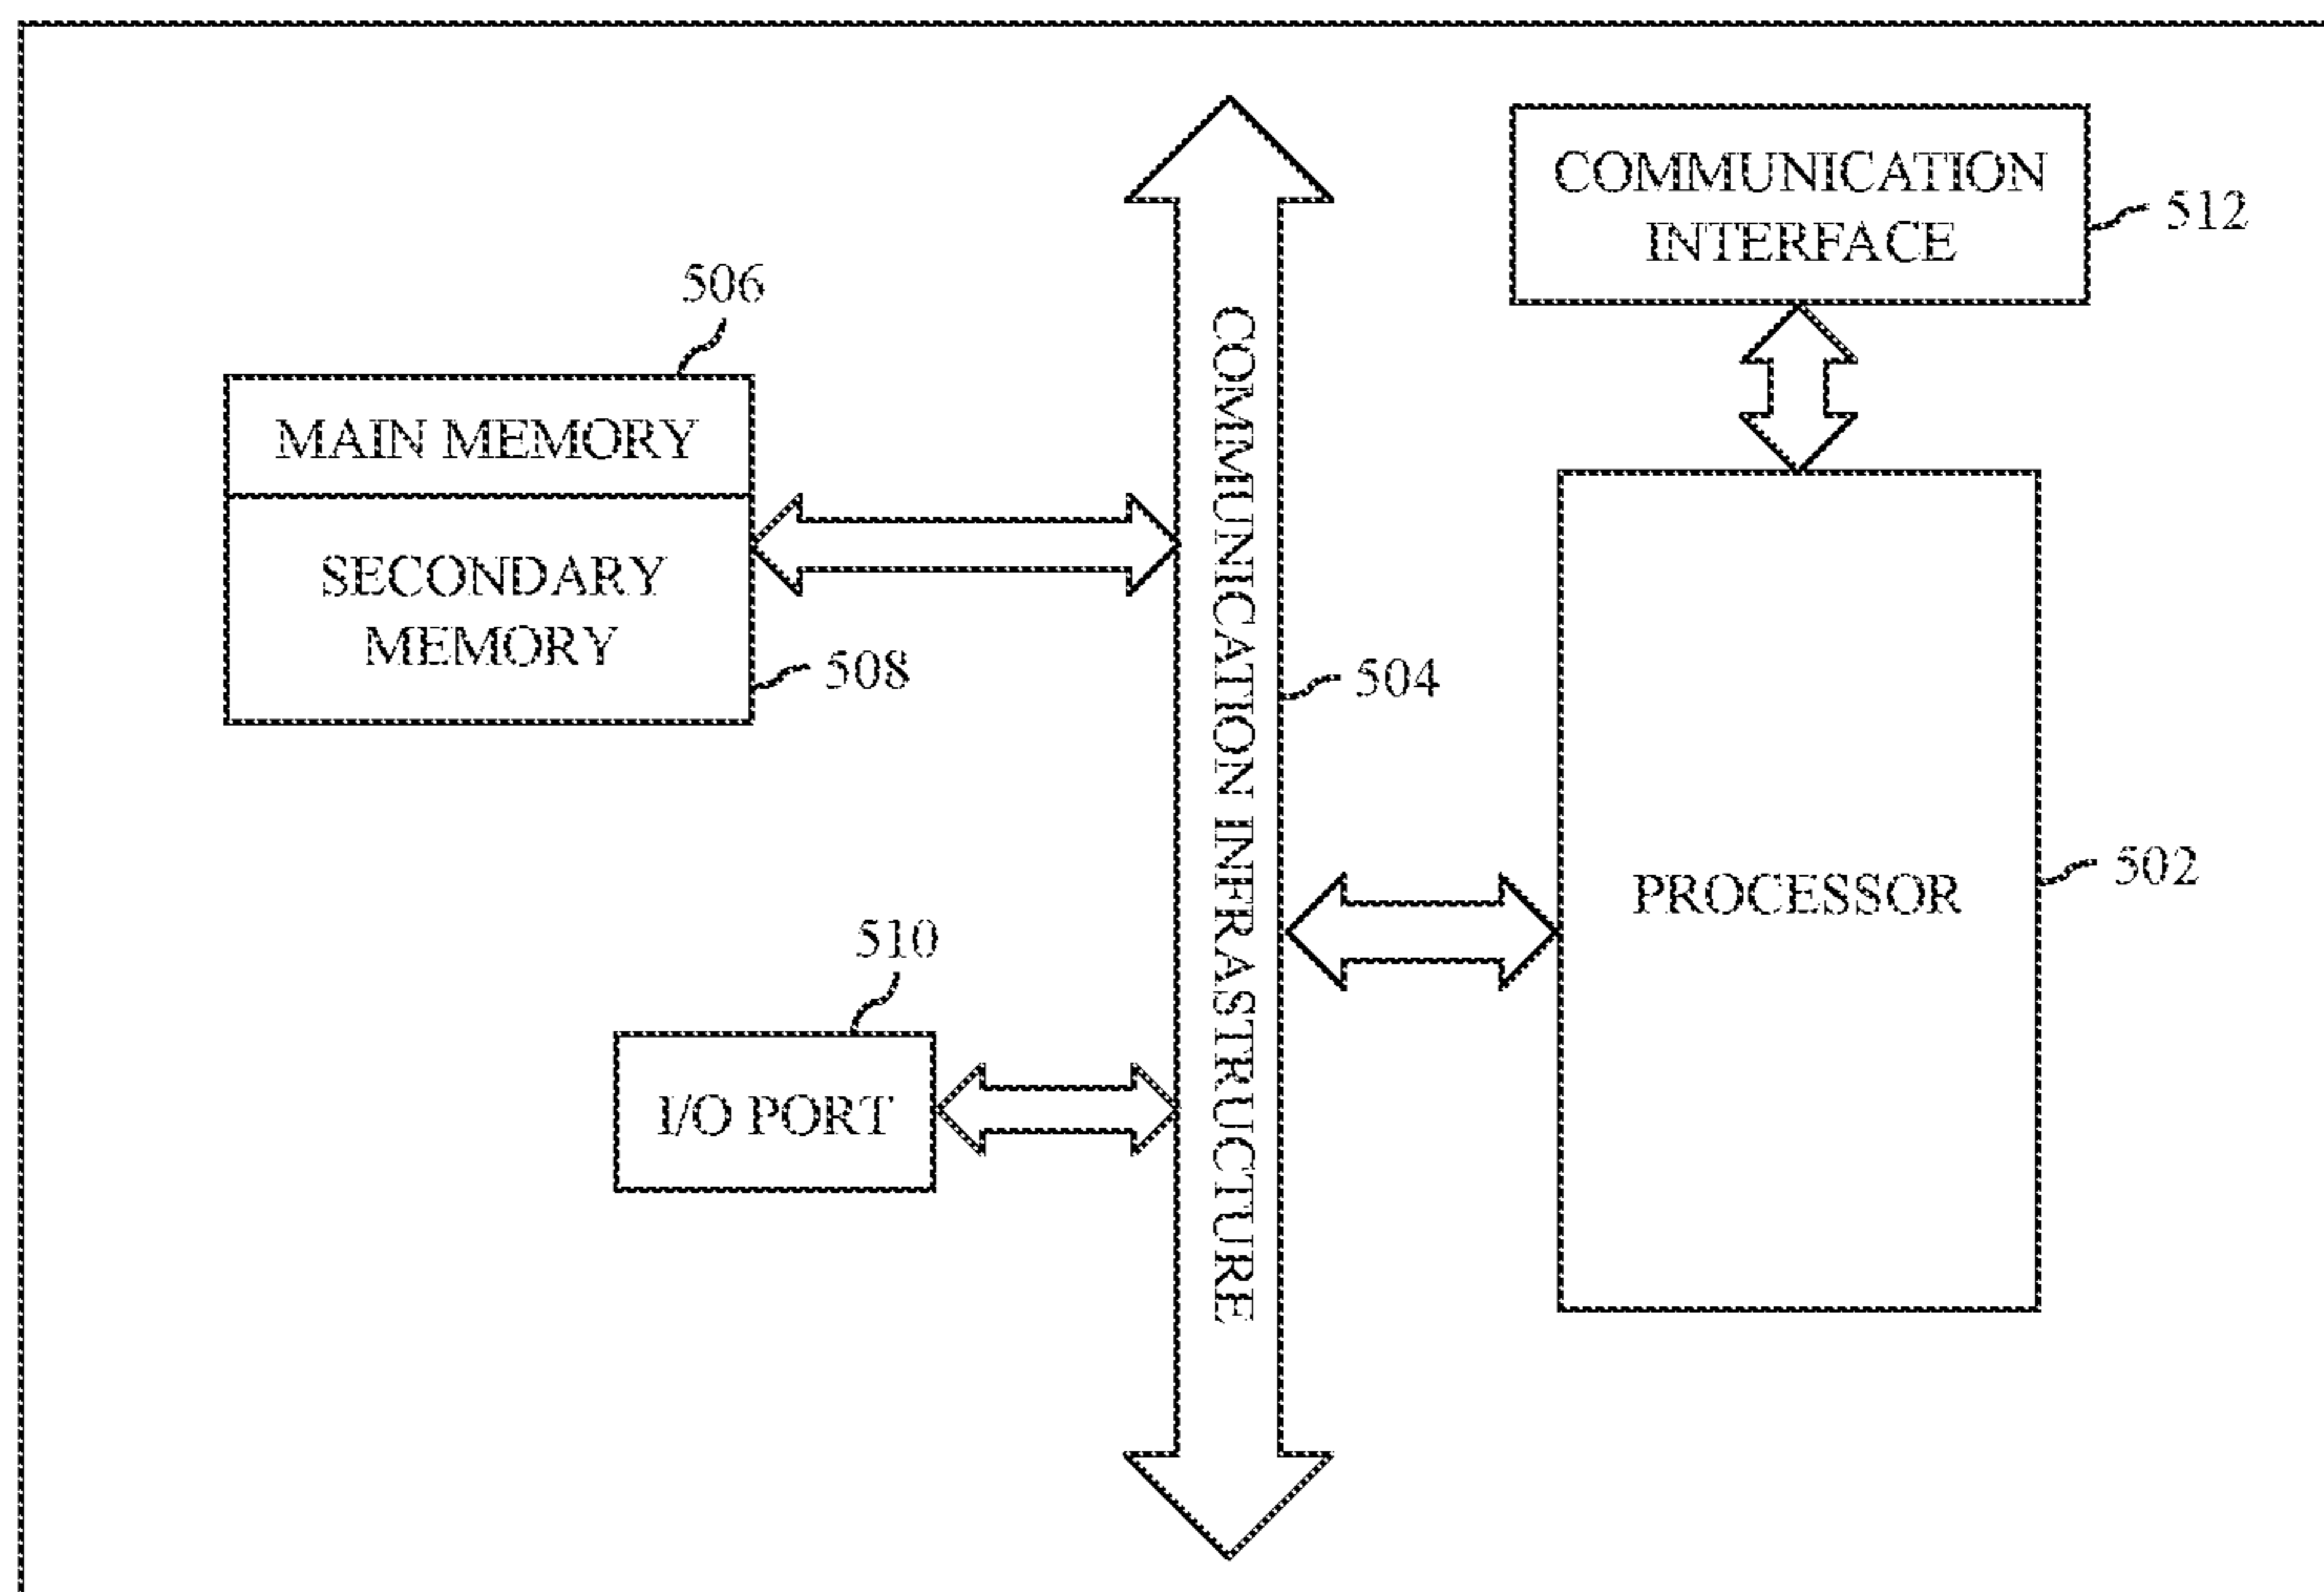 COMMUNICATION
INTERFACE
512
506
MAIN MEMORY
SECONDARY
MEMORY
508
COMMUNICATION INFRASTRUCTURE
504
PROCESSOR
502
510
I/O PORT